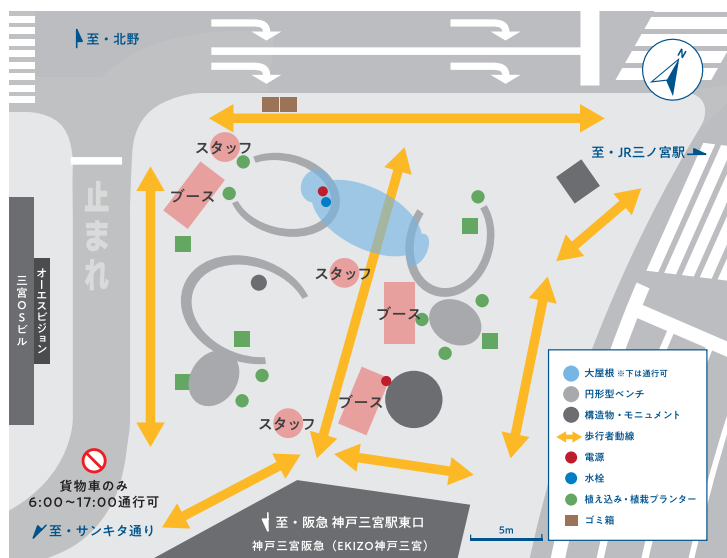 至・北野
N
至・JR三ノ宮駅
スタッフ
ブース
止まれ
オーエスビジョン
三宮OSビル
スタッフ
ブース
ブース
スタッフ
大屋根 ※下は通行可
円形型ベンチ
構造物・モニュメント
歩行者動線
電源
水栓
植え込み・植栽プランター
ゴミ箱
貨物車のみ
6:00〜17:00通行可
至・サンキタ通り
至・阪急 神戸三宮駅東口
神戸三宮阪急（EKIZO神戸三宮）
5m